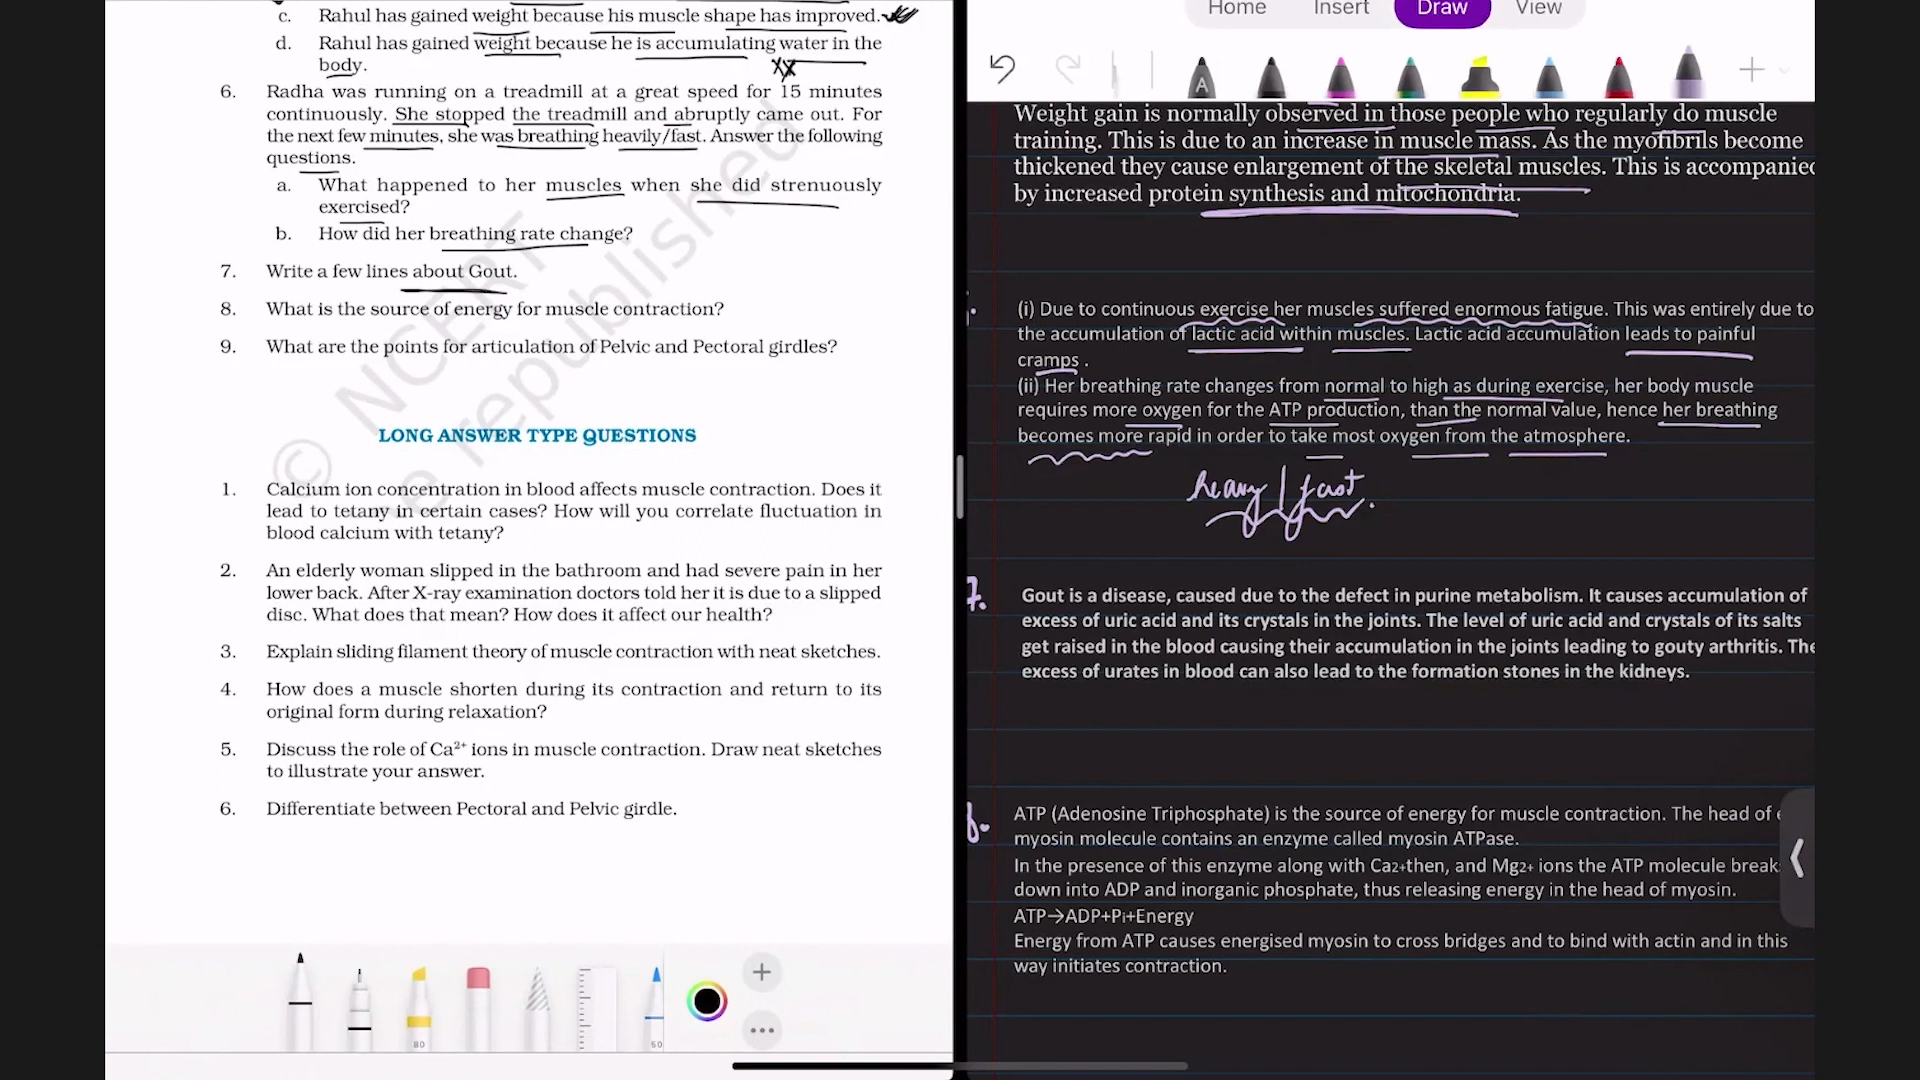 c. Rahul has gained weight because his muscle shape has improved.
d. Rahul has gained weight because he is accumulating water in the
body.
6. Radha was running on a treadmill at a great speed for 15 minutes
continuously. She stopped the treadmill and abruptly came out. For
the next few minutes, she was breathing heavily/fast. Answer the following
questions.
a. What happened to her muscles when she did strenuously
exercised?
b. How did her breathing rate change?
7. Write a few lines about Gout.
8. What is the source of energy for muscle contraction?
9. What are the points for articulation of Pelvic and Pectoral girdles?
© NCERT
republished
LONG ANSWER TYPE QUESTIONS
1. Calcium ion concentration in blood affects muscle contraction. Does it
lead to tetany in certain cases? How will you correlate fluctuation in
blood calcium with tetany?
2. An elderly woman slipped in the bathroom and had severe pain in her
lower back. After X-ray examination doctors told her it is due to a slipped
disc. What does that mean? How does it affect our health?
3. Explain sliding filament theory of muscle contraction with neat sketches.
4. How does a muscle shorten during its contraction and return to its
original form during relaxation?
5. Discuss the role of Ca²⁺ ions in muscle contraction. Draw neat sketches
to illustrate your answer.
6. Differentiate between Pectoral and Pelvic girdle.
80
50
Home Insert Draw View
A
Weight gain is normally observed in those people who regularly do muscle
training. This is due to an increase in muscle mass. As the myofibrils become
thickened they cause enlargement of the skeletal muscles. This is accompanied
by increased protein synthesis and mitochondria.
(i) Due to continuous exercise her muscles suffered enormous fatigue. This was entirely due to
the accumulation of lactic acid within muscles. Lactic acid accumulation leads to painful
cramps .
(ii) Her breathing rate changes from normal to high as during exercise, her body muscle
requires more oxygen for the ATP production, than the normal value, hence her breathing
becomes more rapid in order to take most oxygen from the atmosphere.
heavy | fast.
7. Gout is a disease, caused due to the defect in purine metabolism. It causes accumulation of
excess of uric acid and its crystals in the joints. The level of uric acid and crystals of its salts
get raised in the blood causing their accumulation in the joints leading to gouty arthritis. The
excess of urates in blood can also lead to the formation stones in the kidneys.
8. ATP (Adenosine Triphosphate) is the source of energy for muscle contraction. The head of
myosin molecule contains an enzyme called myosin ATPase.
In the presence of this enzyme along with Ca2+then, and Mg2+ ions the ATP molecule break
down into ADP and inorganic phosphate, thus releasing energy in the head of myosin.
ATP→ADP+Pi+Energy
Energy from ATP causes energised myosin to cross bridges and to bind with actin and in this
way initiates contraction.